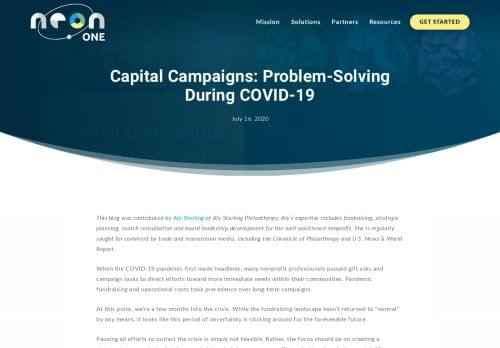 neon
ONE
Mission Solutions Partners Resources GET STARTED
Capital Campaigns: Problem-Solving
During COVID-19
July 16, 2020
This blog was contributed by Aly Sterling of Aly Sterling Philanthropy. Aly's expertise includes fundraising, strategic
planning, search consultation and board leadership development for the well-positioned nonprofit. She is regularly
sought for comment by trade and mainstream media, including the Chronicle of Philanthropy and U.S. News & World
Report.
When the COVID-19 pandemic first made headlines, many nonprofit professionals paused gift asks and
campaign tasks to direct efforts toward more immediate needs within their communities. Pandemic
fundraising and operational costs took precedence over long-term campaigns.
At this point, we're a few months into the crisis. While the fundraising landscape hasn't returned to "normal"
by any means, it looks like this period of uncertainty is sticking around for the foreseeable future.
Pausing all efforts to outlast the crisis is simply not feasible. Rather, the focus should be on creating a